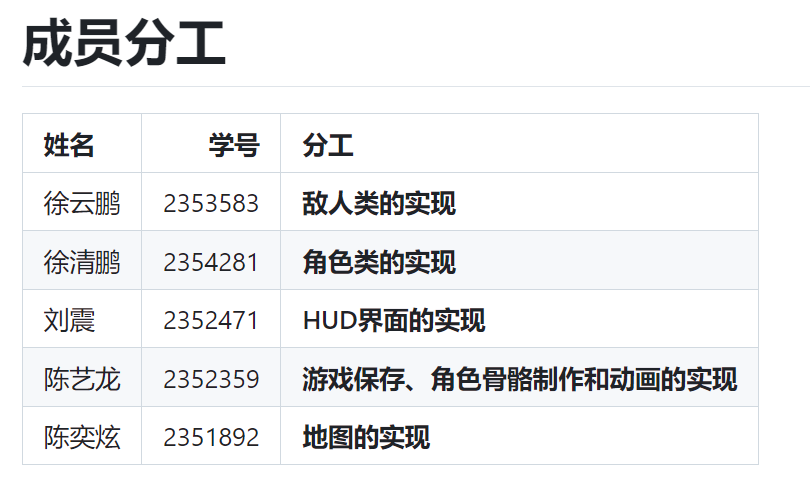 成员分工
姓名 学号 分工
徐云鹏 2353583 敌人类的实现
徐清鹏 2354281 角色类的实现
刘震 2352471 HUD界面的实现
陈艺龙 2352359 游戏保存、角色骨骼制作和动画的实现
陈奕炫 2351892 地图的实现